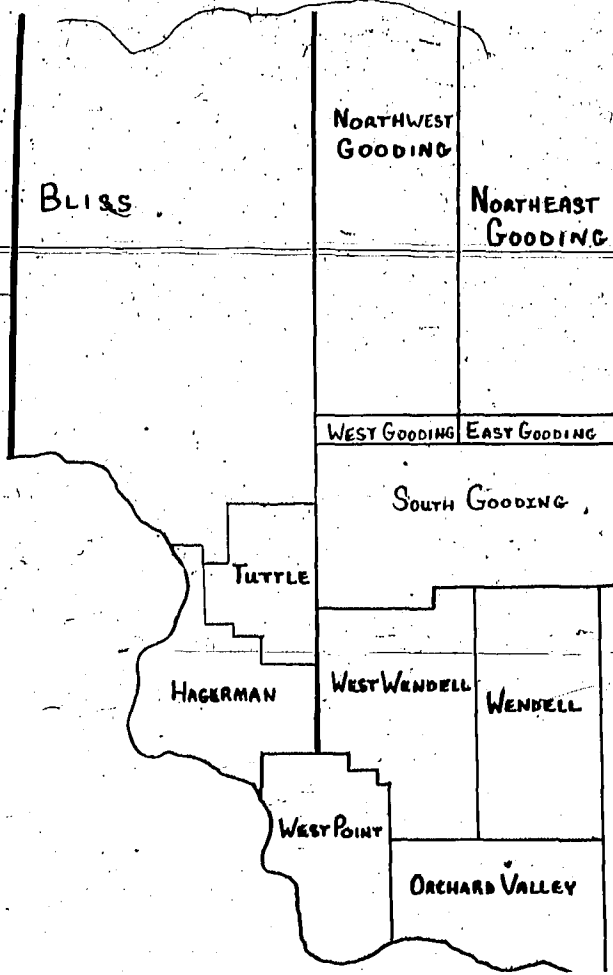 NORTHWEST
GOODING
BLISS
NORTHEAST
GOODING
WEST GOODING
EAST GOODING
SOUTH GOODING
TUTTLE
HAGERMAN
WEST WENDELL
WENDELL
WEST POINT
ORCHARD VALLEY